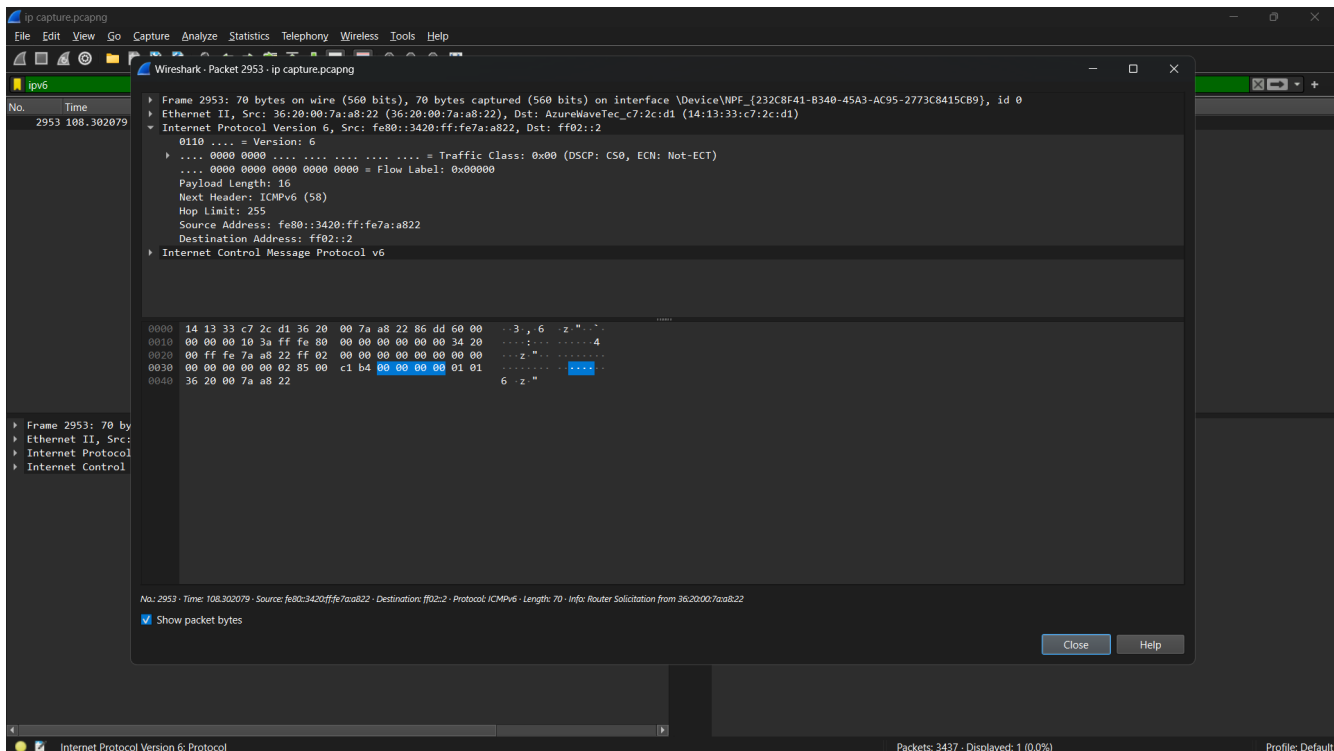 ip capture.pcapng
File Edit View Go Capture Analyze Statistics Telephony Wireless Tools Help
Wireshark · Packet 2953 · ip capture.pcapng
ipv6
No. Time
2953 108.302079
Frame 2953: 70 bytes on wire (560 bits), 70 bytes captured (560 bits) on interface \Device\NPF_{232C8F41-B340-45A3-AC95-2773C8415CB9}, id 0
Ethernet II, Src: 36:20:00:7a:a8:22 (36:20:00:7a:a8:22), Dst: AzureWaveTec_c7:2c:d1 (14:13:33:c7:2c:d1)
Internet Protocol Version 6, Src: fe80::3420:ff:fe7a:a822, Dst: ff02::2
0110 .... = Version: 6
.... 0000 0000 .... .... .... .... .... = Traffic Class: 0x00 (DSCP: CS0, ECN: Not-ECT)
.... 0000 0000 0000 0000 0000 = Flow Label: 0x00000
Payload Length: 16
Next Header: ICMPv6 (58)
Hop Limit: 255
Source Address: fe80::3420:ff:fe7a:a822
Destination Address: ff02::2
Internet Control Message Protocol v6
0000 14 13 33 c7 2c d1 36 20 00 7a a8 22 86 dd 60 00 ··3·,·6 ·z·"··`·
0010 00 00 00 10 3a ff fe 80 00 00 00 00 00 00 34 20 ····:··· ······4
0020 00 ff fe 7a a8 22 ff 02 00 00 00 00 00 00 00 00 ···z·"·· ········
0030 00 00 00 00 00 02 85 00 c1 b4 00 00 00 00 01 01 ········ ········
0040 36 20 00 7a a8 22 6 ·z·"
Frame 2953: 70 by
Ethernet II, Src:
Internet Protocol
Internet Control
No.: 2953 · Time: 108.302079 · Source: fe80::3420:ff:fe7a:a822 · Destination: ff02::2 · Protocol: ICMPv6 · Length: 70 · Info: Router Solicitation from 36:20:00:7a:a8:22
Show packet bytes
Close Help
Internet Protocol Version 6: Protocol Packets: 3437 · Displayed: 1 (0.0%) Profile: Default